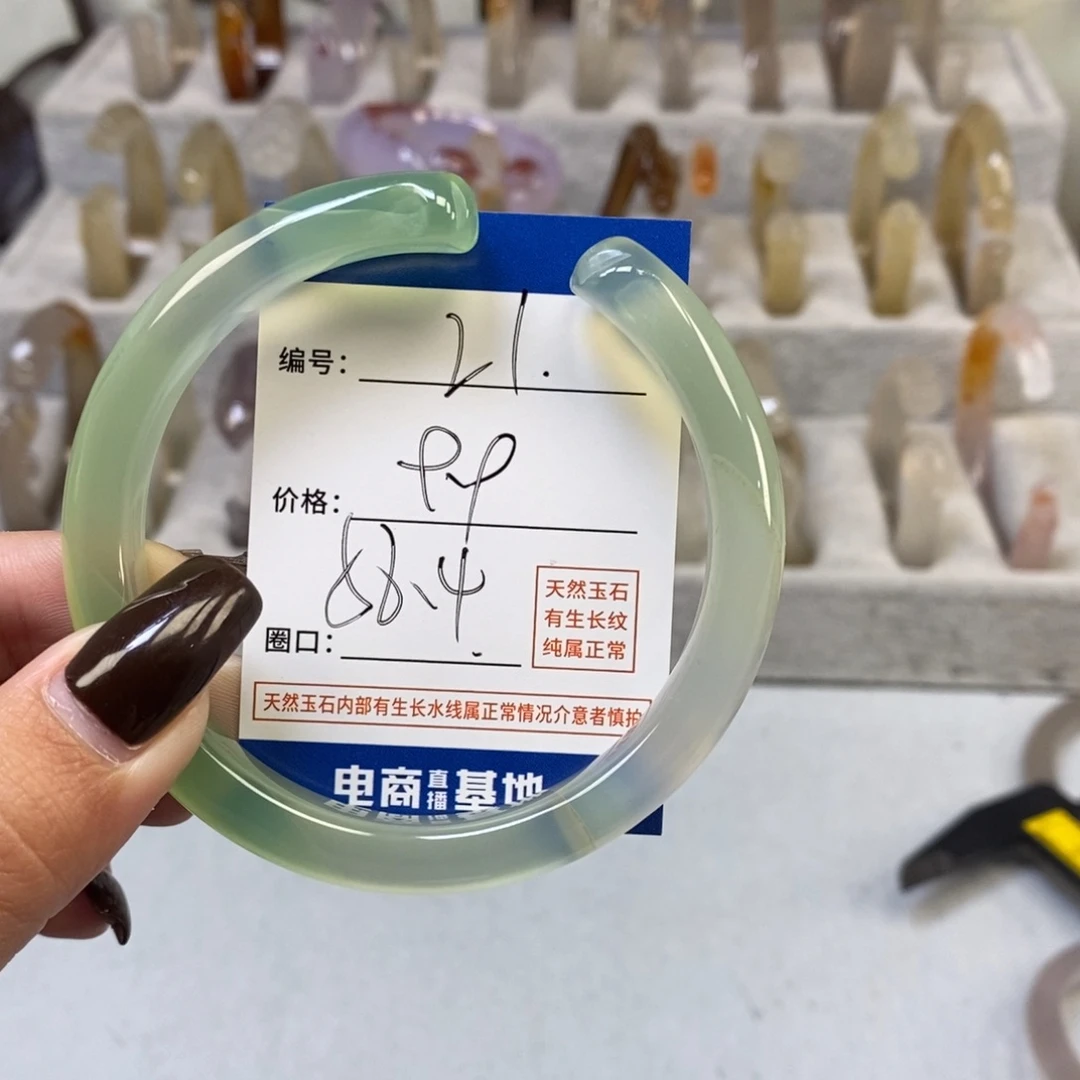 编号: 21.
价格: 99
圈口: 58.4
天然玉石
有生长纹
纯属正常
天然玉石内部有生长水线属正常情况介意者慎拍
电商直播基地